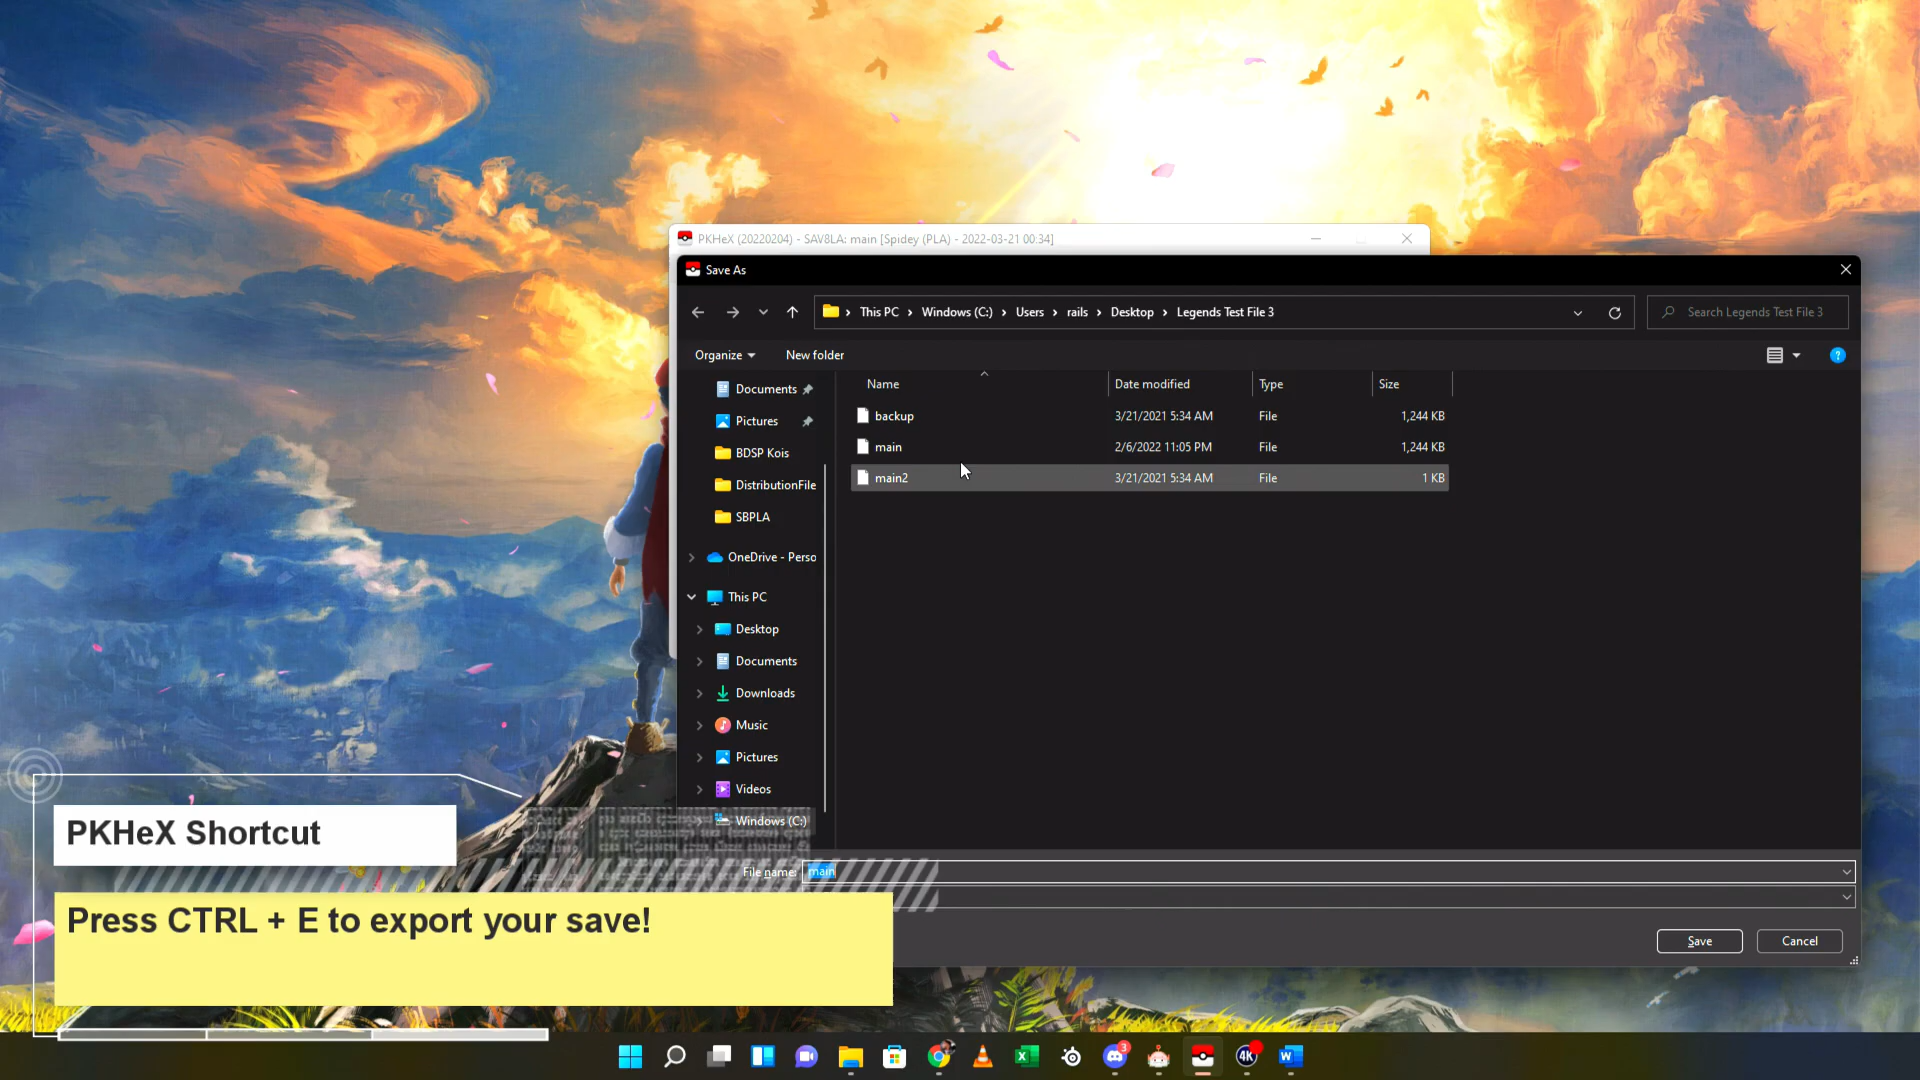 PKHeX (20220204) - SAV8LA: main [Spidey (PLA) - 2022-03-21 00:34]
Save As
This PC > Windows (C:) > Users > rails > Desktop > Legends Test File 3
Search Legends Test File 3
Organize
New folder
Name Date modified Type Size
backup 3/21/2021 5:34 AM File 1,244 KB
main 2/6/2022 11:05 PM File 1,244 KB
main2 3/21/2021 5:34 AM File 1 KB
Documents
Pictures
BDSP Kois
DistributionFile
SBPLA
OneDrive - Perso
This PC
Desktop
Documents
Downloads
Music
Pictures
Videos
Windows (C:)
File name: main
Save
Cancel
PKHeX Shortcut
Press CTRL + E to export your save!
3
4K